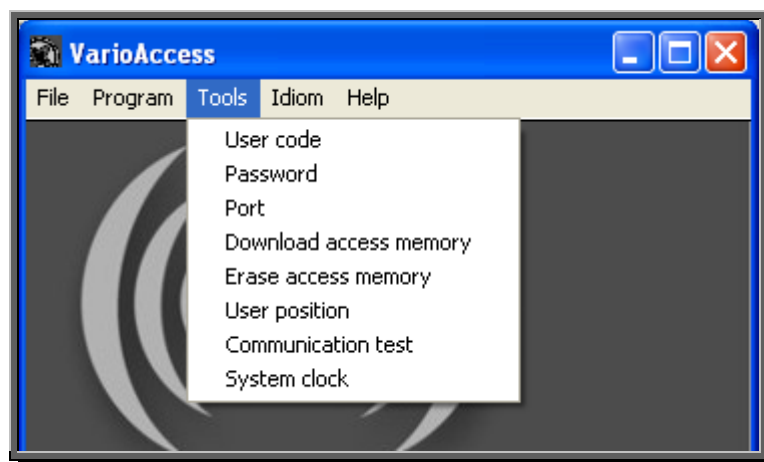 VarioAccess
File Program Tools Idiom Help
User code
Password
Port
Download access memory
Erase access memory
User position
Communication test
System clock